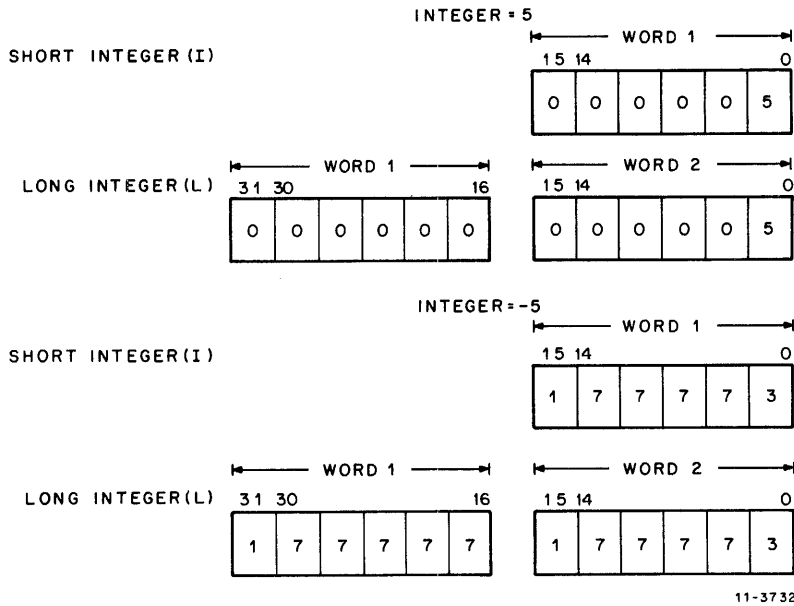 INTEGER = 5
SHORT INTEGER (I)
WORD 1
15 14 0
0 0 0 0 0 5
LONG INTEGER (L)
WORD 1 WORD 2
31 30 16 15 14 0
0 0 0 0 0 0 0 0 0 0 0 5
INTEGER = -5
SHORT INTEGER (I)
WORD 1
15 14 0
1 7 7 7 7 3
LONG INTEGER (L)
WORD 1 WORD 2
31 30 16 15 14 0
1 7 7 7 7 7 1 7 7 7 7 3
11-3732